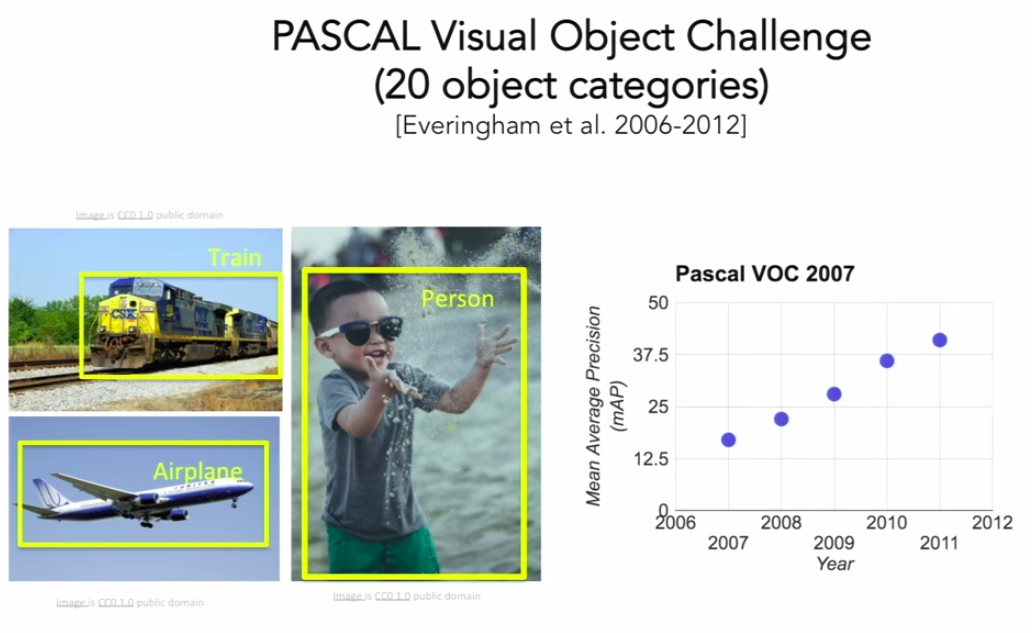 PASCAL Visual Object Challenge
(20 object categories)
[Everingham et al. 2006-2012]
Image is CC0 1.0 public domain
Train
CSX
Airplane
Image is CC0 1.0 public domain
Person
Image is CC0 1.0 public domain
Pascal VOC 2007
Mean Average Precision
(mAP)
50
37.5
25
12.5
0
2006 2008 2010 2012
2007 2009 2011
Year